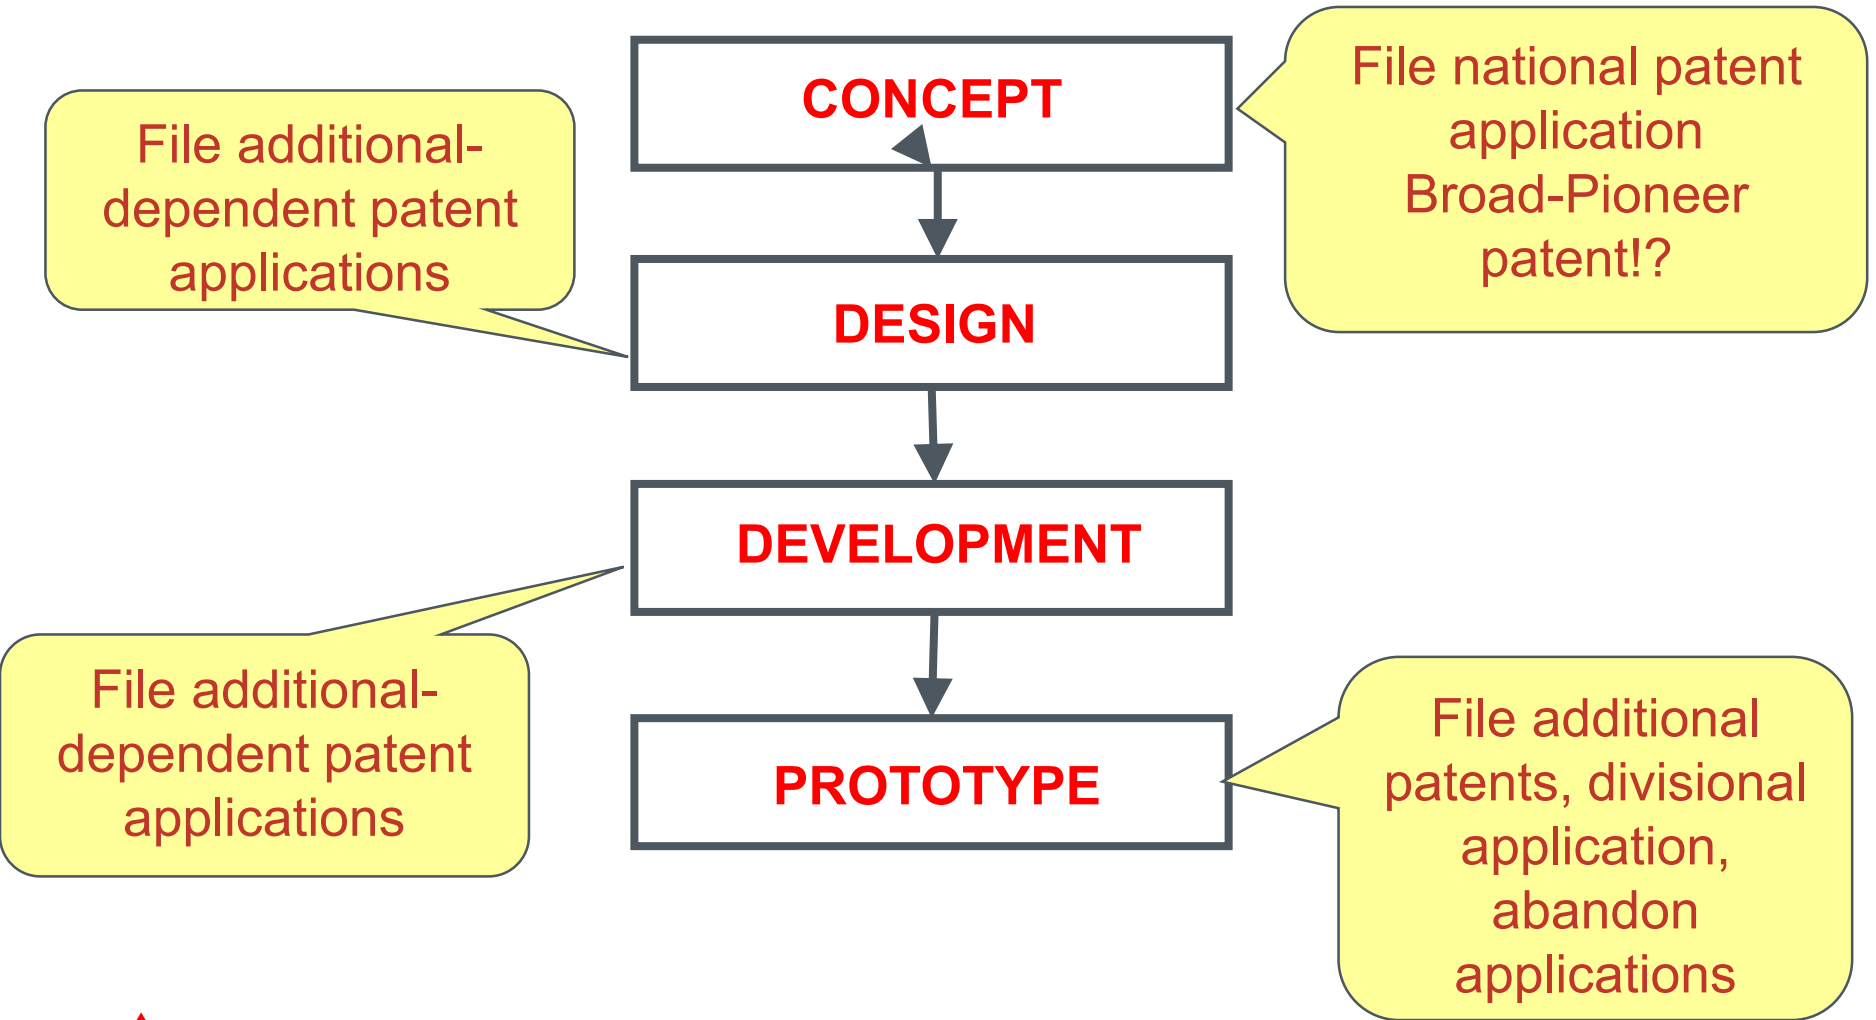 CONCEPT
File national patent
application
Broad-Pioneer
patent!?
File additional-
dependent patent
applications
DESIGN
DEVELOPMENT
File additional-
dependent patent
applications
PROTOTYPE
File additional
patents, divisional
application,
abandon
applications